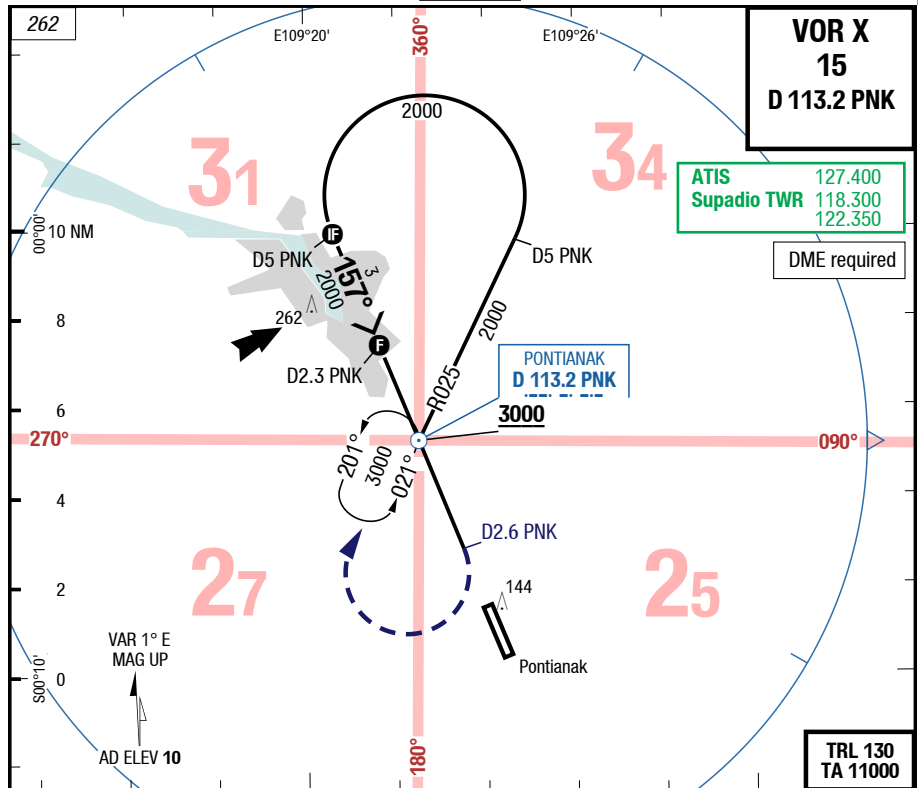 262
E109°20'
E109°26'
360°
VOR X
15
D 113.2 PNK
2000
31
34
ATIS 127.400
Supadio TWR 118.300
122.350
00°00'
10 NM
IF
D5 PNK
D5 PNK
DME required
3
157°
2000
2000
262
8
F
D2.3 PNK
R025
PONTIANAK
D 113.2 PNK
3000
6
270°
090°
201°
3000
021°
4
D2.6 PNK
27
25
2
144
VAR 1° E
MAG UP
Pontianak
S00°10'
0
AD ELEV 10
180°
TRL 130
TA 11000